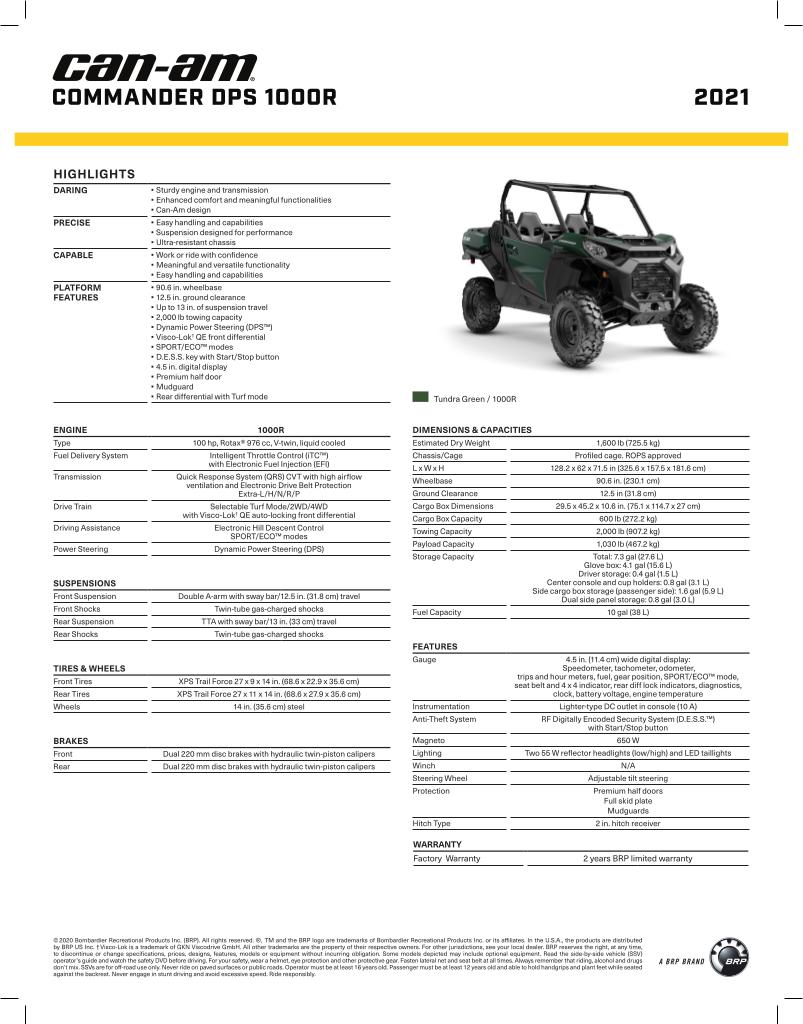 can-am
COMMANDER DPS 1000R
2021
HIGHLIGHTS
DARING
▪ Sturdy engine and transmission
▪ Enhanced comfort and meaningful functionalities
▪ Can-Am design
PRECISE
▪ Easy handling and capabilities
▪ Suspension designed for performance
▪ Ultra-resistant chassis
CAPABLE
▪ Work or ride with confidence
▪ Meaningful and versatile functionality
▪ Easy handling and capabilities
PLATFORM
FEATURES
▪ 90.6 in. wheelbase
▪ 12.5 in. ground clearance
▪ Up to 13 in. of suspension travel
▪ 2,000 lb towing capacity
▪ Dynamic Power Steering (DPS™)
▪ Visco-Lok† QE front differential
▪ SPORT/ECO™ modes
▪ D.E.S.S. key with Start/Stop button
▪ 4.5 in. digital display
▪ Premium half door
▪ Mudguard
▪ Rear differential with Turf mode
Tundra Green / 1000R
ENGINE 1000R
Type 100 hp, Rotax® 976 cc, V-twin, liquid cooled
Fuel Delivery System Intelligent Throttle Control (iTC™)
with Electronic Fuel Injection (EFI)
Transmission Quick Response System (QRS) CVT with high airflow
ventilation and Electronic Drive Belt Protection
Extra-L/H/N/R/P
Drive Train Selectable Turf Mode/2WD/4WD
with Visco-Lok† QE auto-locking front differential
Driving Assistance Electronic Hill Descent Control
SPORT/ECO™ modes
Power Steering Dynamic Power Steering (DPS)
SUSPENSIONS
Front Suspension Double A-arm with sway bar/12.5 in. (31.8 cm) travel
Front Shocks Twin-tube gas-charged shocks
Rear Suspension TTA with sway bar/13 in. (33 cm) travel
Rear Shocks Twin-tube gas-charged shocks
TIRES & WHEELS
Front Tires XPS Trail Force 27 x 9 x 14 in. (68.6 x 22.9 x 35.6 cm)
Rear Tires XPS Trail Force 27 x 11 x 14 in. (68.6 x 27.9 x 35.6 cm)
Wheels 14 in. (35.6 cm) steel
BRAKES
Front Dual 220 mm disc brakes with hydraulic twin-piston calipers
Rear Dual 220 mm disc brakes with hydraulic twin-piston calipers
DIMENSIONS & CAPACITIES
Estimated Dry Weight 1,600 lb (725.5 kg)
Chassis/Cage Profiled cage. ROPS approved
L x W x H 128.2 x 62 x 71.5 in (325.6 x 157.5 x 181.6 cm)
Wheelbase 90.6 in. (230.1 cm)
Ground Clearance 12.5 in (31.8 cm)
Cargo Box Dimensions 29.5 x 45.2 x 10.6 in. (75.1 x 114.7 x 27 cm)
Cargo Box Capacity 600 lb (272.2 kg)
Towing Capacity 2,000 lb (907.2 kg)
Payload Capacity 1,030 lb (467.2 kg)
Storage Capacity Total: 7.3 gal (27.6 L)
Glove box: 4.1 gal (15.6 L)
Driver storage: 0.4 gal (1.5 L)
Center console and cup holders: 0.8 gal (3.1 L)
Side cargo box storage (passenger side): 1.6 gal (5.9 L)
Dual side panel storage: 0.8 gal (3.0 L)
Fuel Capacity 10 gal (38 L)
FEATURES
Gauge 4.5 in. (11.4 cm) wide digital display:
Speedometer, tachometer, odometer,
trips and hour meters, fuel, gear position, SPORT/ECO™ mode,
seat belt and 4 x 4 indicator, rear diff lock indicators, diagnostics,
clock, battery voltage, engine temperature
Instrumentation Lighter-type DC outlet in console (10 A)
Anti-Theft System RF Digitally Encoded Security System (D.E.S.S.™)
with Start/Stop button
Magneto 650 W
Lighting Two 55 W reflector headlights (low/high) and LED taillights
Winch N/A
Steering Wheel Adjustable tilt steering
Protection Premium half doors
Full skid plate
Mudguards
Hitch Type 2 in. hitch receiver
WARRANTY
Factory Warranty 2 years BRP limited warranty
© 2020 Bombardier Recreational Products Inc. (BRP). All rights reserved. ®, TM and the BRP logo are trademarks of Bombardier Recreational Products Inc. or its affiliates. In the U.S.A., the products are distributed
by BRP US Inc. † Visco-Lok is a trademark of GKN Viscodrive GmbH. All other trademarks are the property of their respective owners. For other jurisdictions, see your local dealer. BRP reserves the right, at any time,
to discontinue or change specifications, prices, designs, features, models or equipment without incurring obligation. Some models depicted may include optional equipment. Read the side-by-side vehicle (SSV)
operator's guide and watch the safety DVD before driving. For your safety, wear a helmet, eye protection and other protective gear. Fasten lateral net and seat belt at all times. Always remember that riding, alcohol and drugs
don't mix. SSVs are for off-road use only. Never ride on paved surfaces or public roads. Operator must be at least 16 years old. Passenger must be at least 12 years old and able to hold handgrips and plant feet while seated
against the backrest. Never engage in stunt driving and avoid excessive speed. Ride responsibly.
A BRP BRAND
BRP